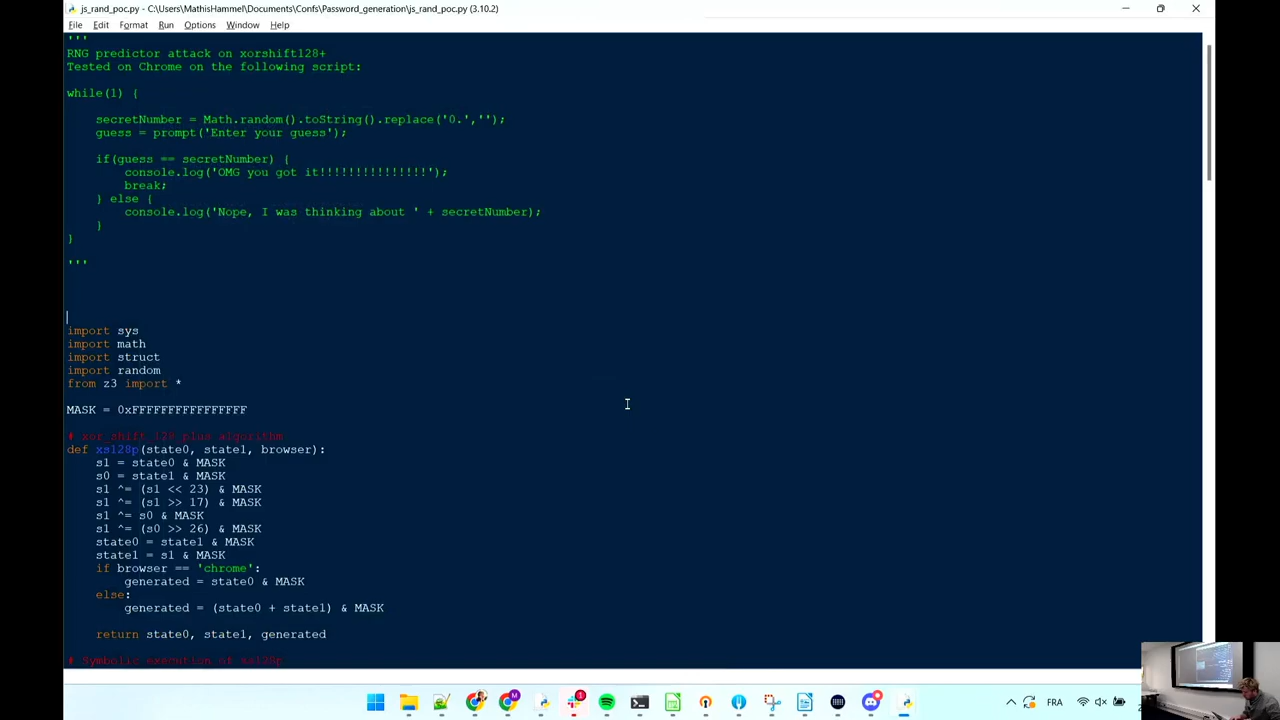 js_rand_poc.py - C:\Users\MathisHammel\Documents\Confs\Password_generation\js_rand_poc.py (3.10.2)
File Edit Format Run Options Window Help
'''
RNG predictor attack on xorshift128+
Tested on Chrome on the following script:
while(1) {
secretNumber = Math.random().toString().replace('0.','');
guess = prompt('Enter your guess');
if(guess == secretNumber) {
console.log('OMG you got it!!!!!!!!!!!!!!!');
break;
} else {
console.log('Nope, I was thinking about ' + secretNumber);
}
}
'''
import sys
import math
import struct
import random
from z3 import *
MASK = 0xFFFFFFFFFFFFFFFF
# xor_shift_128_plus algorithm
def xs128p(state0, state1, browser):
s1 = state0 & MASK
s0 = state1 & MASK
s1 ^= (s1 << 23) & MASK
s1 ^= (s1 >> 17) & MASK
s1 ^= s0 & MASK
s1 ^= (s0 >> 26) & MASK
state0 = state1 & MASK
state1 = s1 & MASK
if browser == 'chrome':
generated = state0 & MASK
else:
generated = (state0 + state1) & MASK
return state0, state1, generated
# Symbolic execution of xs128p
FRA